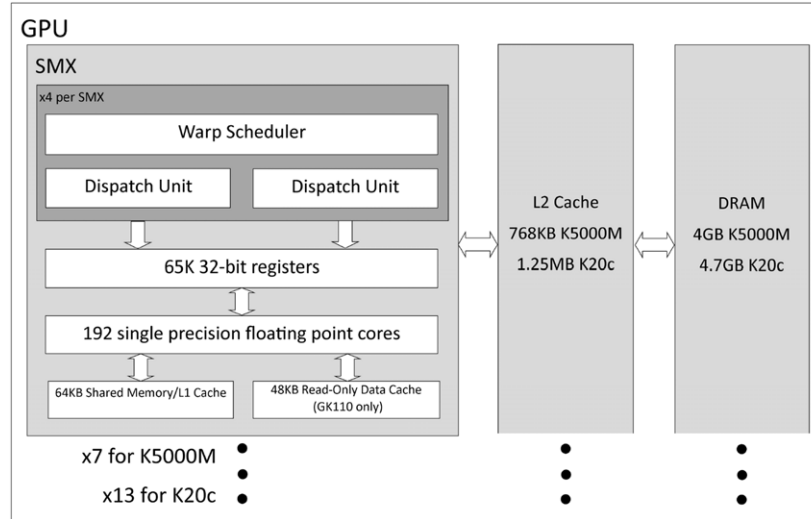 GPU
SMX
x4 per SMX
Warp Scheduler
Dispatch Unit
Dispatch Unit
65K 32-bit registers
192 single precision floating point cores
64KB Shared Memory/L1 Cache
48KB Read-Only Data Cache
(GK110 only)
x7 for K5000M
x13 for K20c
L2 Cache
768KB K5000M
1.25MB K20c
DRAM
4GB K5000M
4.7GB K20c